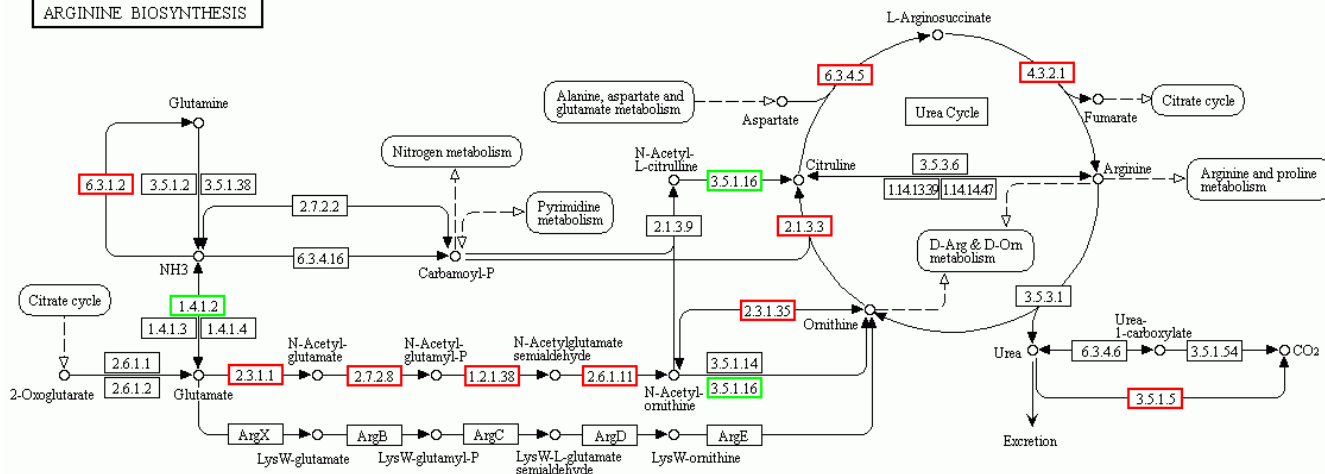 ARGININE BIOSYNTHESIS
L-Arginosuccinate
6.3.4.5
4.3.2.1
Alanine, aspartate and
glutamate metabolism
Aspartate
Urea Cycle
Fumarate
Citrate cycle
Glutamine
Nitrogen metabolism
N-Acetyl-
L-citrulline
Citruline
3.5.3.6
Arginine
Arginine and proline
metabolism
6.3.1.2
3.5.1.2
3.5.1.38
3.5.1.16
1.14.13.39
1.14.14.47
2.7.2.2
Pyrimidine
metabolism
2.1.3.9
2.1.3.3
D-Arg & D-Orn
metabolism
NH3
6.3.4.16
Carbamoyl-P
Citrate cycle
1.4.1.2
2.3.1.35
Ornithine
3.5.3.1
1.4.1.3
1.4.1.4
N-Acetyl-
glutamate
N-Acetyl-
glutamyl-P
N-Acetylglutamate
semialdehyde
Urea-
1-carboxylate
2.6.1.1
2.6.1.2
2-Oxoglutarate
Glutamate
2.3.1.1
2.7.2.8
1.2.1.38
2.6.1.11
N-Acetyl-
ornithine
3.5.1.14
3.5.1.16
Urea
6.3.4.6
3.5.1.54
CO2
3.5.1.5
ArgX
ArgB
ArgC
ArgD
ArgE
LysW-glutamate
LysW-glutamyl-P
LysW-L-glutamate
semialdehyde
LysW-ornithine
Excretion